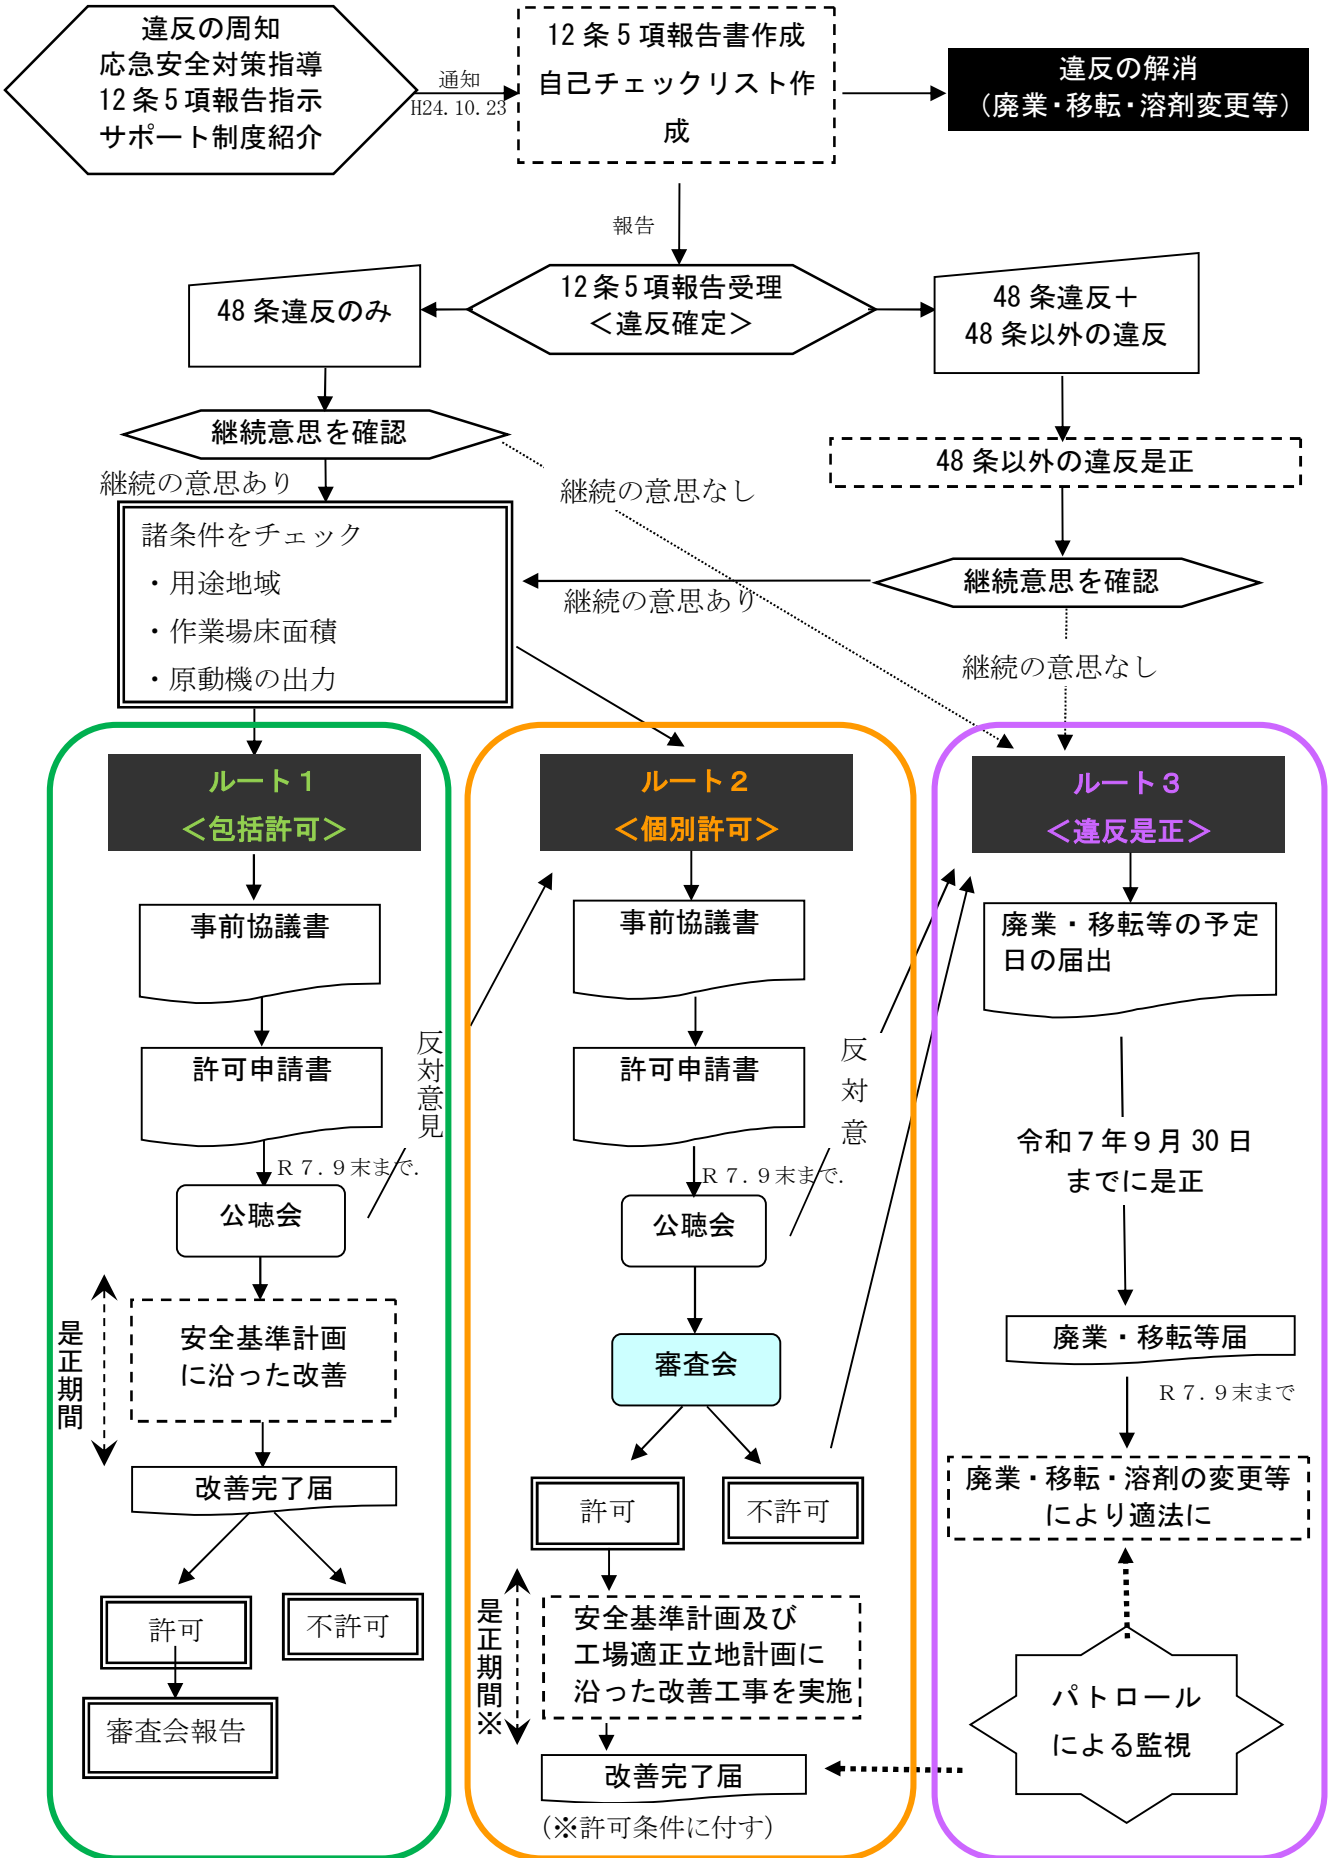 違反の周知
応急安全対策指導
12条5項報告指示
サポート制度紹介
通知
H24.10.23
12条5項報告書作成
自己チェックリスト作
成
違反の解消
（廃業・移転・溶剤変更等）
報告
48条違反のみ
12条5項報告受理
＜違反確定＞
48条違反＋
48条以外の違反
継続意思を確認
継続の意思あり
継続の意思なし
48条以外の違反是正
諸条件をチェック
・用途地域
・作業場床面積
・原動機の出力
継続意思を確認
継続の意思あり
継続の意思なし
ルート１
＜包括許可＞
事前協議書
許可申請書
Ｒ７.９末まで.
公聴会
反対意見
是正期間
安全基準計画
に沿った改善
改善完了届
許可
不許可
審査会報告
ルート２
＜個別許可＞
事前協議書
許可申請書
Ｒ７.９末まで.
公聴会
反対意
審査会
許可
不許可
是正期間※
安全基準計画及び
工場適正立地計画に
沿った改善工事を実施
改善完了届
（※許可条件に付す）
ルート３
＜違反是正＞
廃業・移転等の予定
日の届出
令和７年９月30日
までに是正
廃業・移転等届
Ｒ７.９末まで
廃業・移転・溶剤の変更等
により適法に
パトロール
による監視